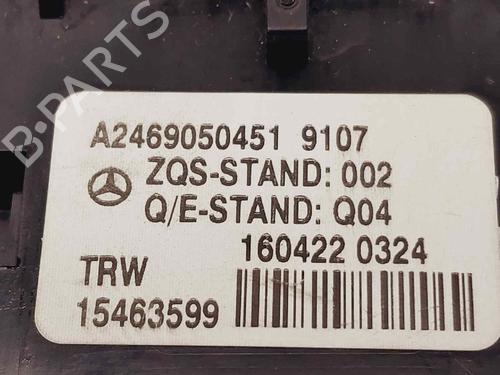 A2469050451 9107
ZQS-STAND: 002
Q/E-STAND: Q04
160422 0324
TRW
15463599
B-PARTS